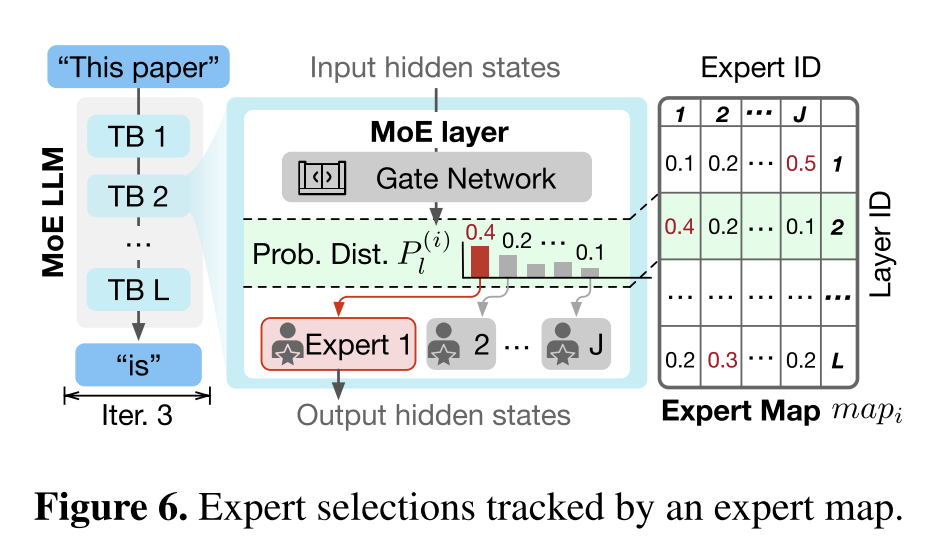 “This paper”
MoE LLM
TB 1
TB 2
...
TB L
“is”
Iter. 3
Input hidden states
MoE layer
Gate Network
Prob. Dist. P_l^(i)
0.4 0.2 ... 0.1
Expert 1 2 ... J
Output hidden states
Expert ID
1 2 ... J
0.1 0.2 ... 0.5 1
0.4 0.2 ... 0.1 2
... ... ... ... ...
0.2 0.3 ... 0.2 L
Layer ID
Expert Map map_i
Figure 6. Expert selections tracked by an expert map.